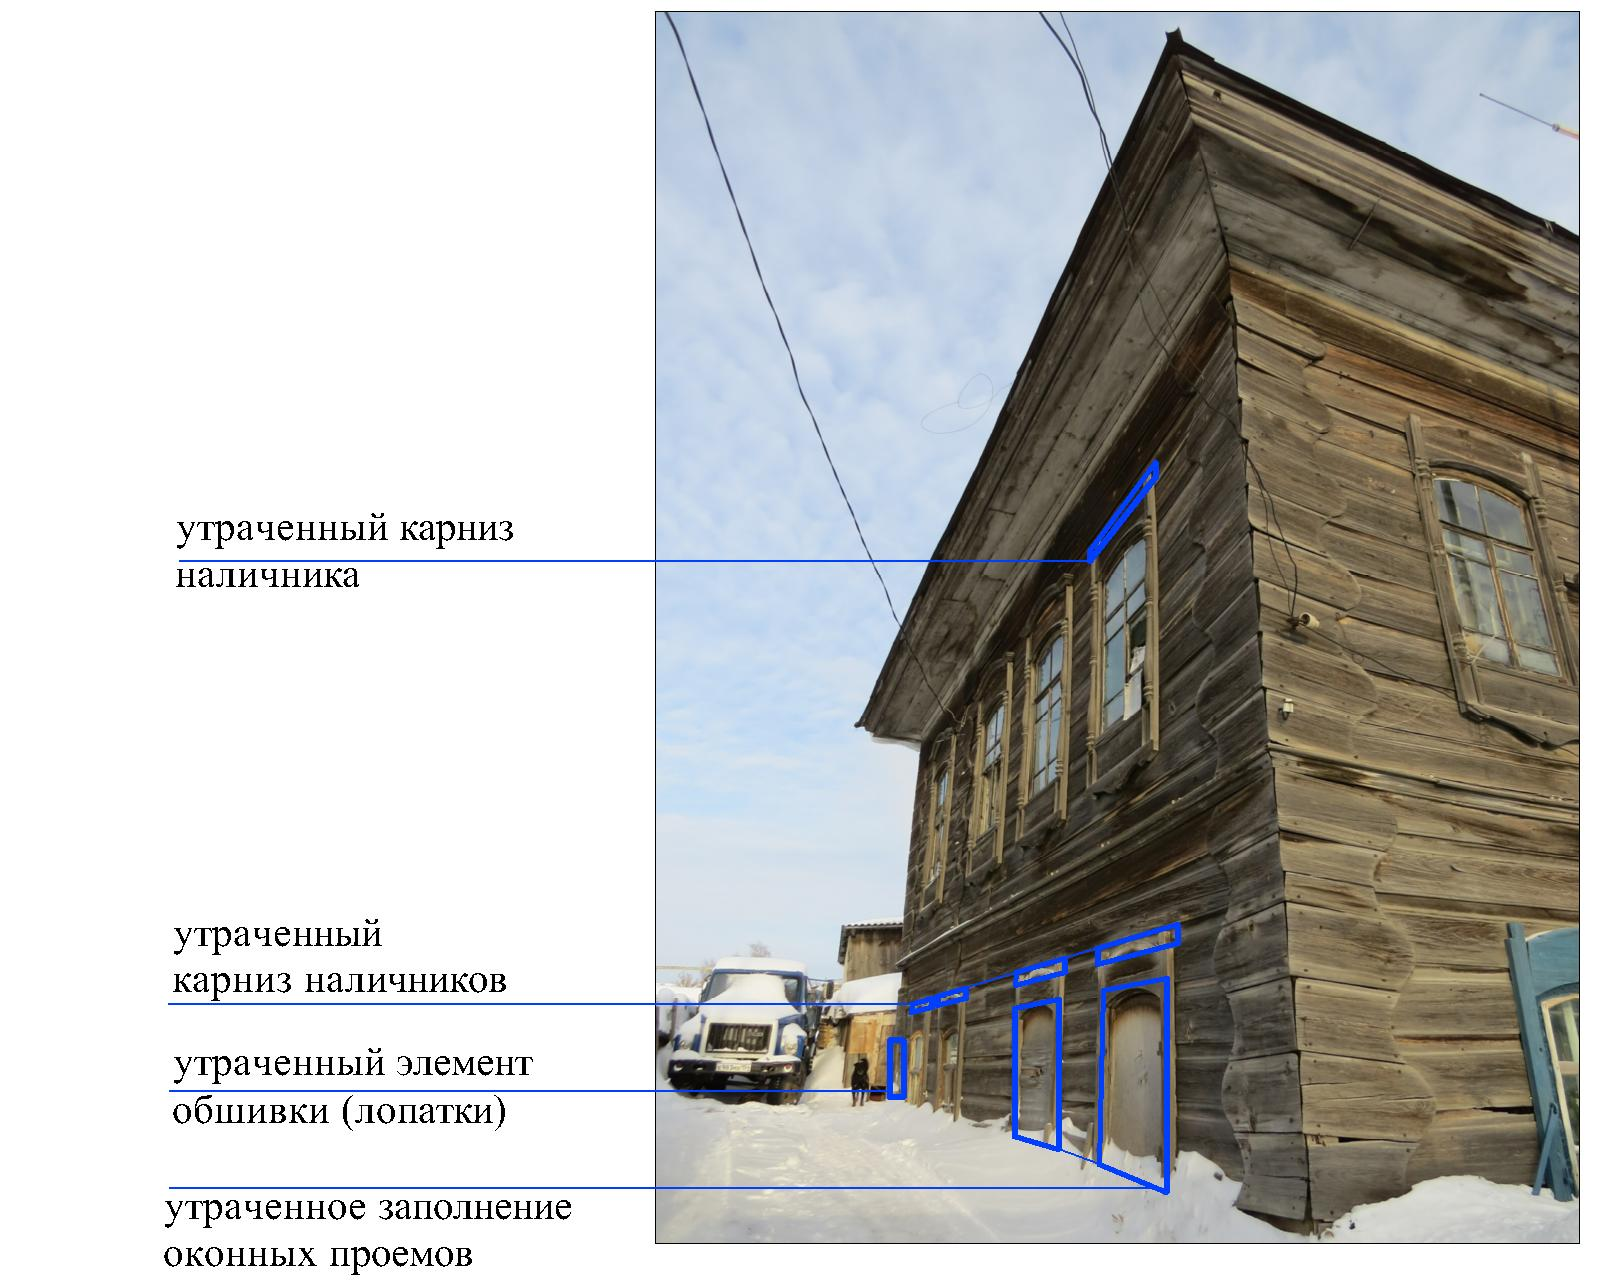 утраченный карниз
наличника
утраченный
карниз наличников
утраченный элемент
обшивки (лопатки)
утраченное заполнение
оконных проемов